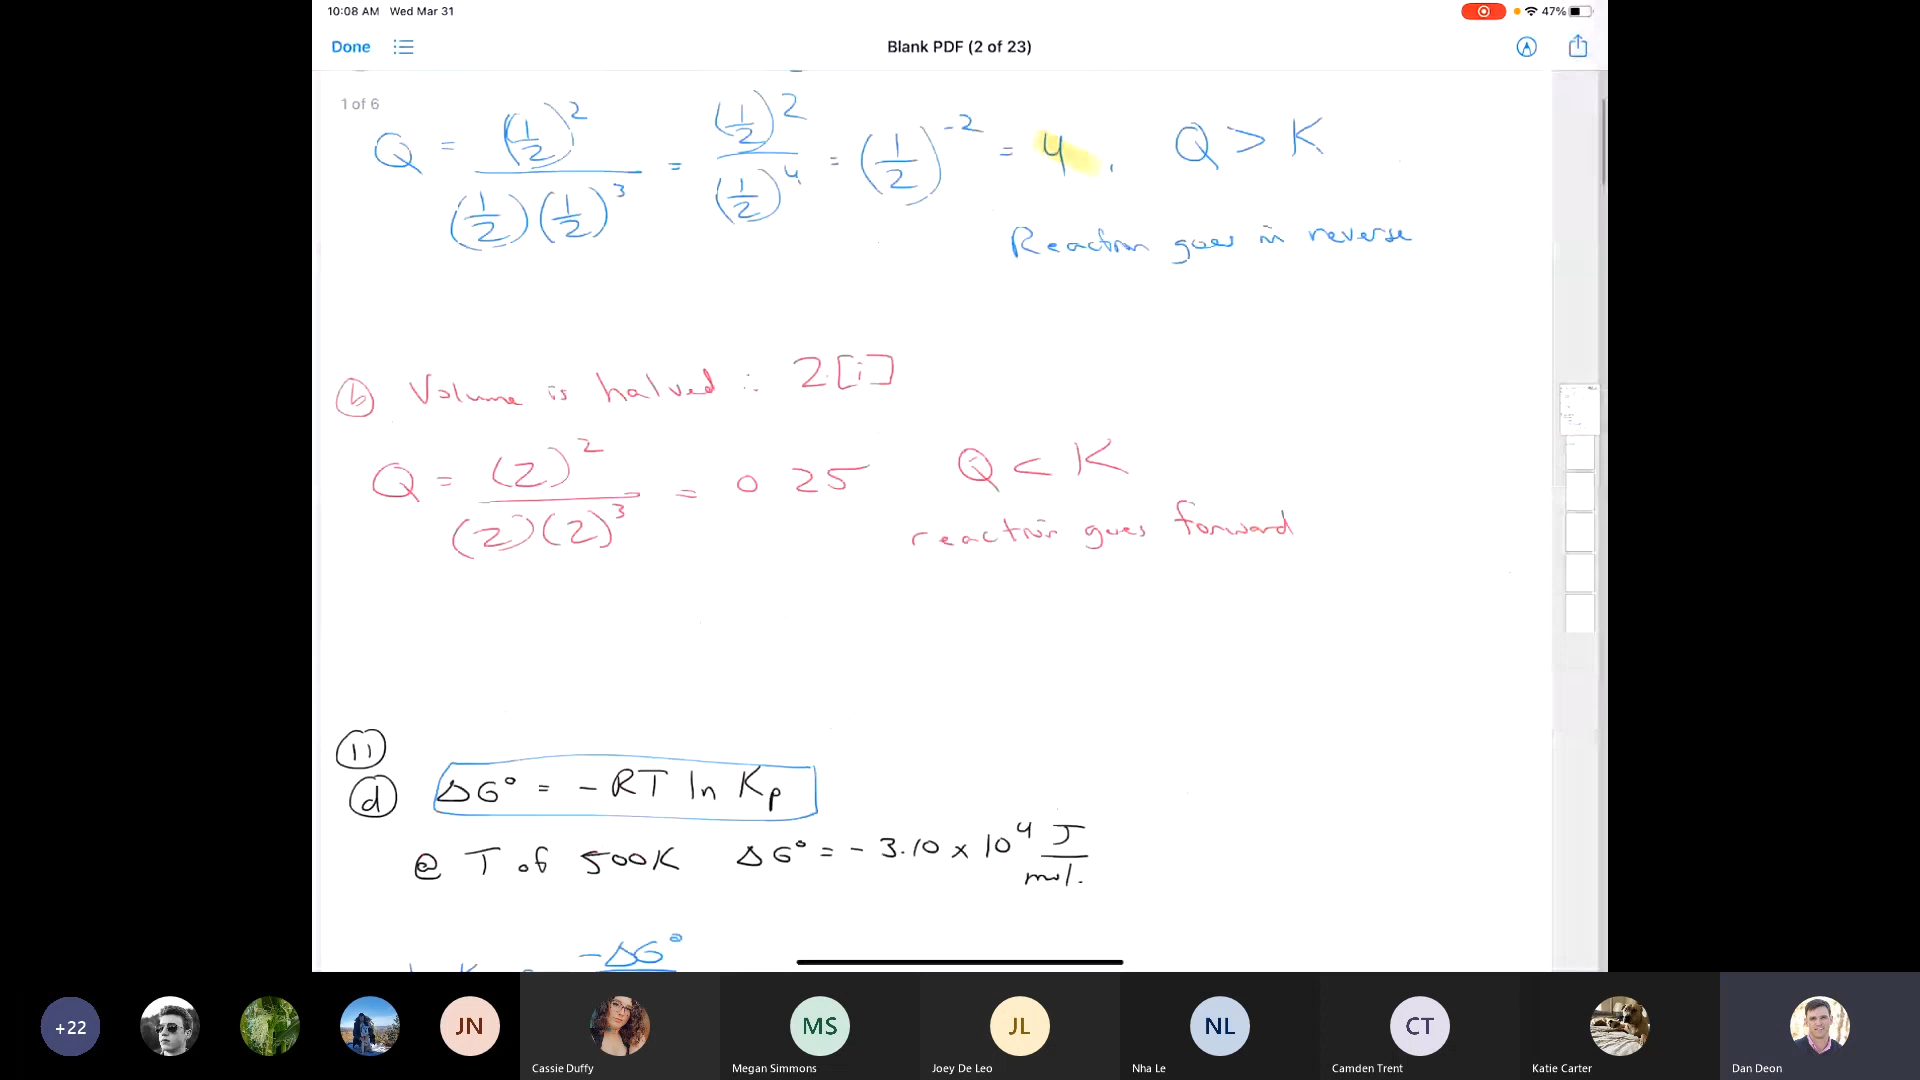 10:08 AM Wed Mar 31
47%
Done
Blank PDF (2 of 23)
1 of 6
Q = (1/2)^2 / (1/2)(1/2)^3 = (1/2)^2 / (1/2)^4 = (1/2)^-2 = 4 . Q > K
Reaction goes in reverse
(b) Volume is halved ∴ 2[i]
Q = (2)^2 / (2)(2)^3 = 0 25 Q < K
reaction goes forward
(11)
(d) ΔG° = - RT ln Kp
@ T of 500K ΔG° = - 3.10 x 10^4 J/mol.
-ΔG°
+22
JN
MS
JL
NL
CT
Cassie Duffy
Megan Simmons
Joey De Leo
Nha Le
Camden Trent
Katie Carter
Dan Deon